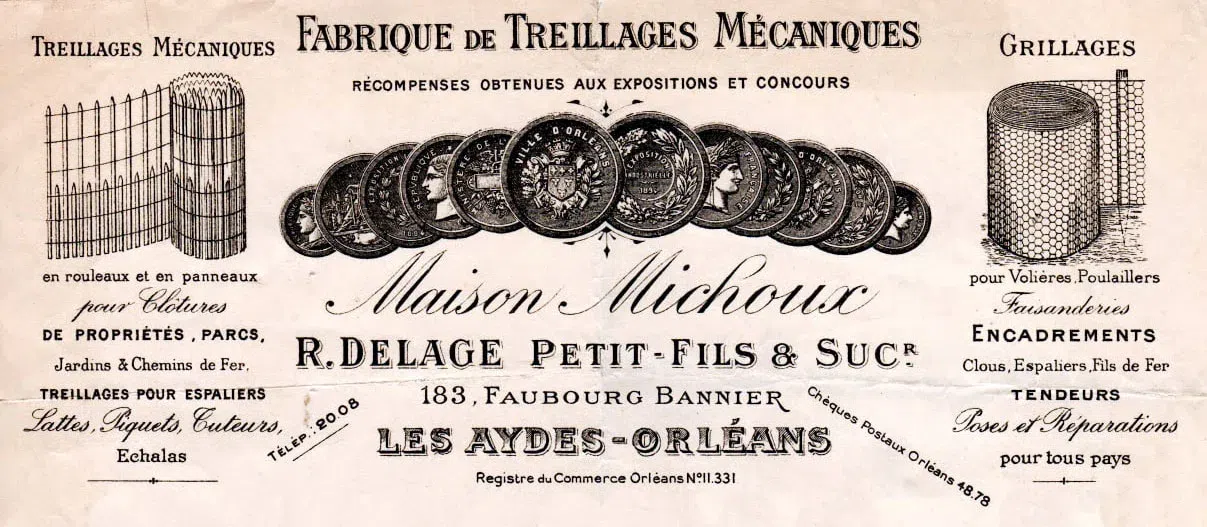 FABRIQUE DE TREILLAGES MÉCANIQUES
RÉCOMPENSES OBTENUES AUX EXPOSITIONS ET CONCOURS
VILLE D'ORLÉANS
EXPOSITION
INDUSTRIELLE
Maison Michoux
R. DELAGE PETIT-FILS & SUCR.
183, FAUBOURG BANNIER
LES AYDES-ORLÉANS
Registre du Commerce Orléans No 11.331
TÉLÉP.: 20.08
Chèques Postaux Orléans 48.78
TREILLAGES MÉCANIQUES
en rouleaux et en panneaux
pour Clôtures
DE PROPRIÉTÉS, PARCS,
Jardins & Chemins de Fer,
TREILLAGES POUR ESPALIERS
Lattes, Piquets, Tuteurs,
Echalas
GRILLAGES
pour Volières, Poulaillers
Faisanderies
ENCADREMENTS
Clous, Espaliers, Fils de Fer
TENDEURS
Poses et Réparations
pour tous pays